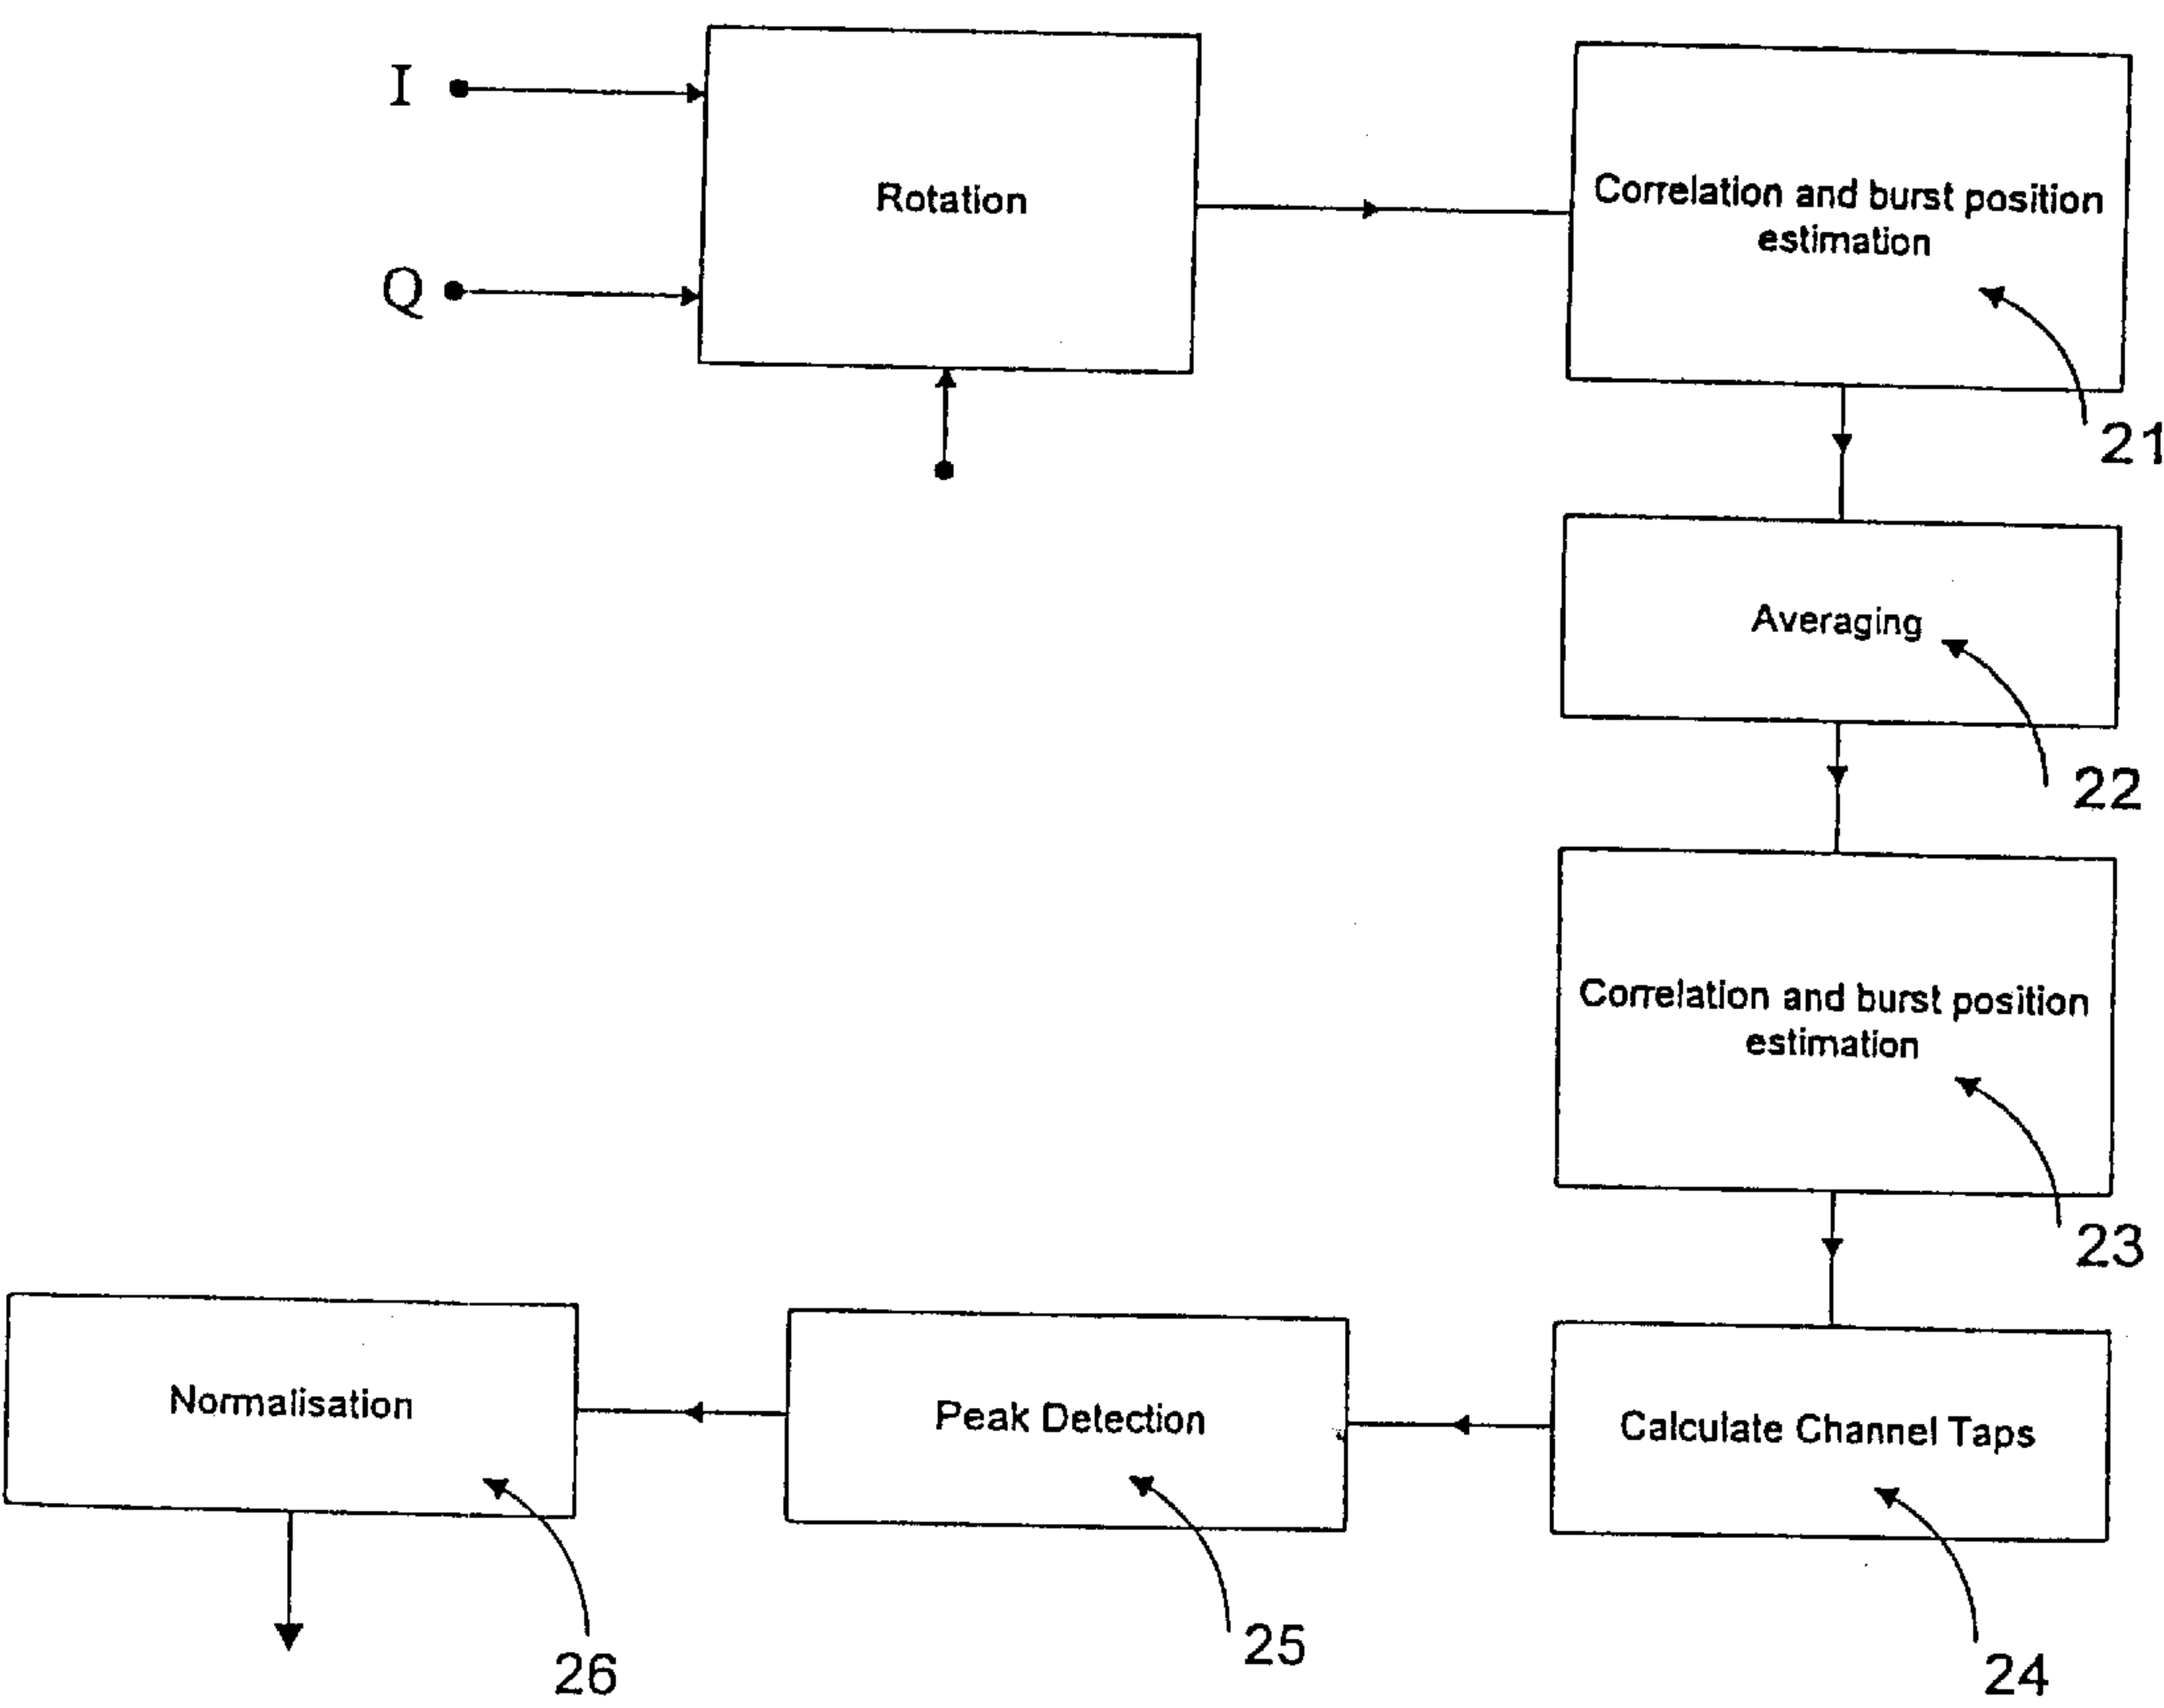 I
Q
Rotation
Correlation and burst position
estimation
21
Averaging
22
Correlation and burst position
estimation
23
Calculate Channel Taps
24
Peak Detection
25
Normalisation
26